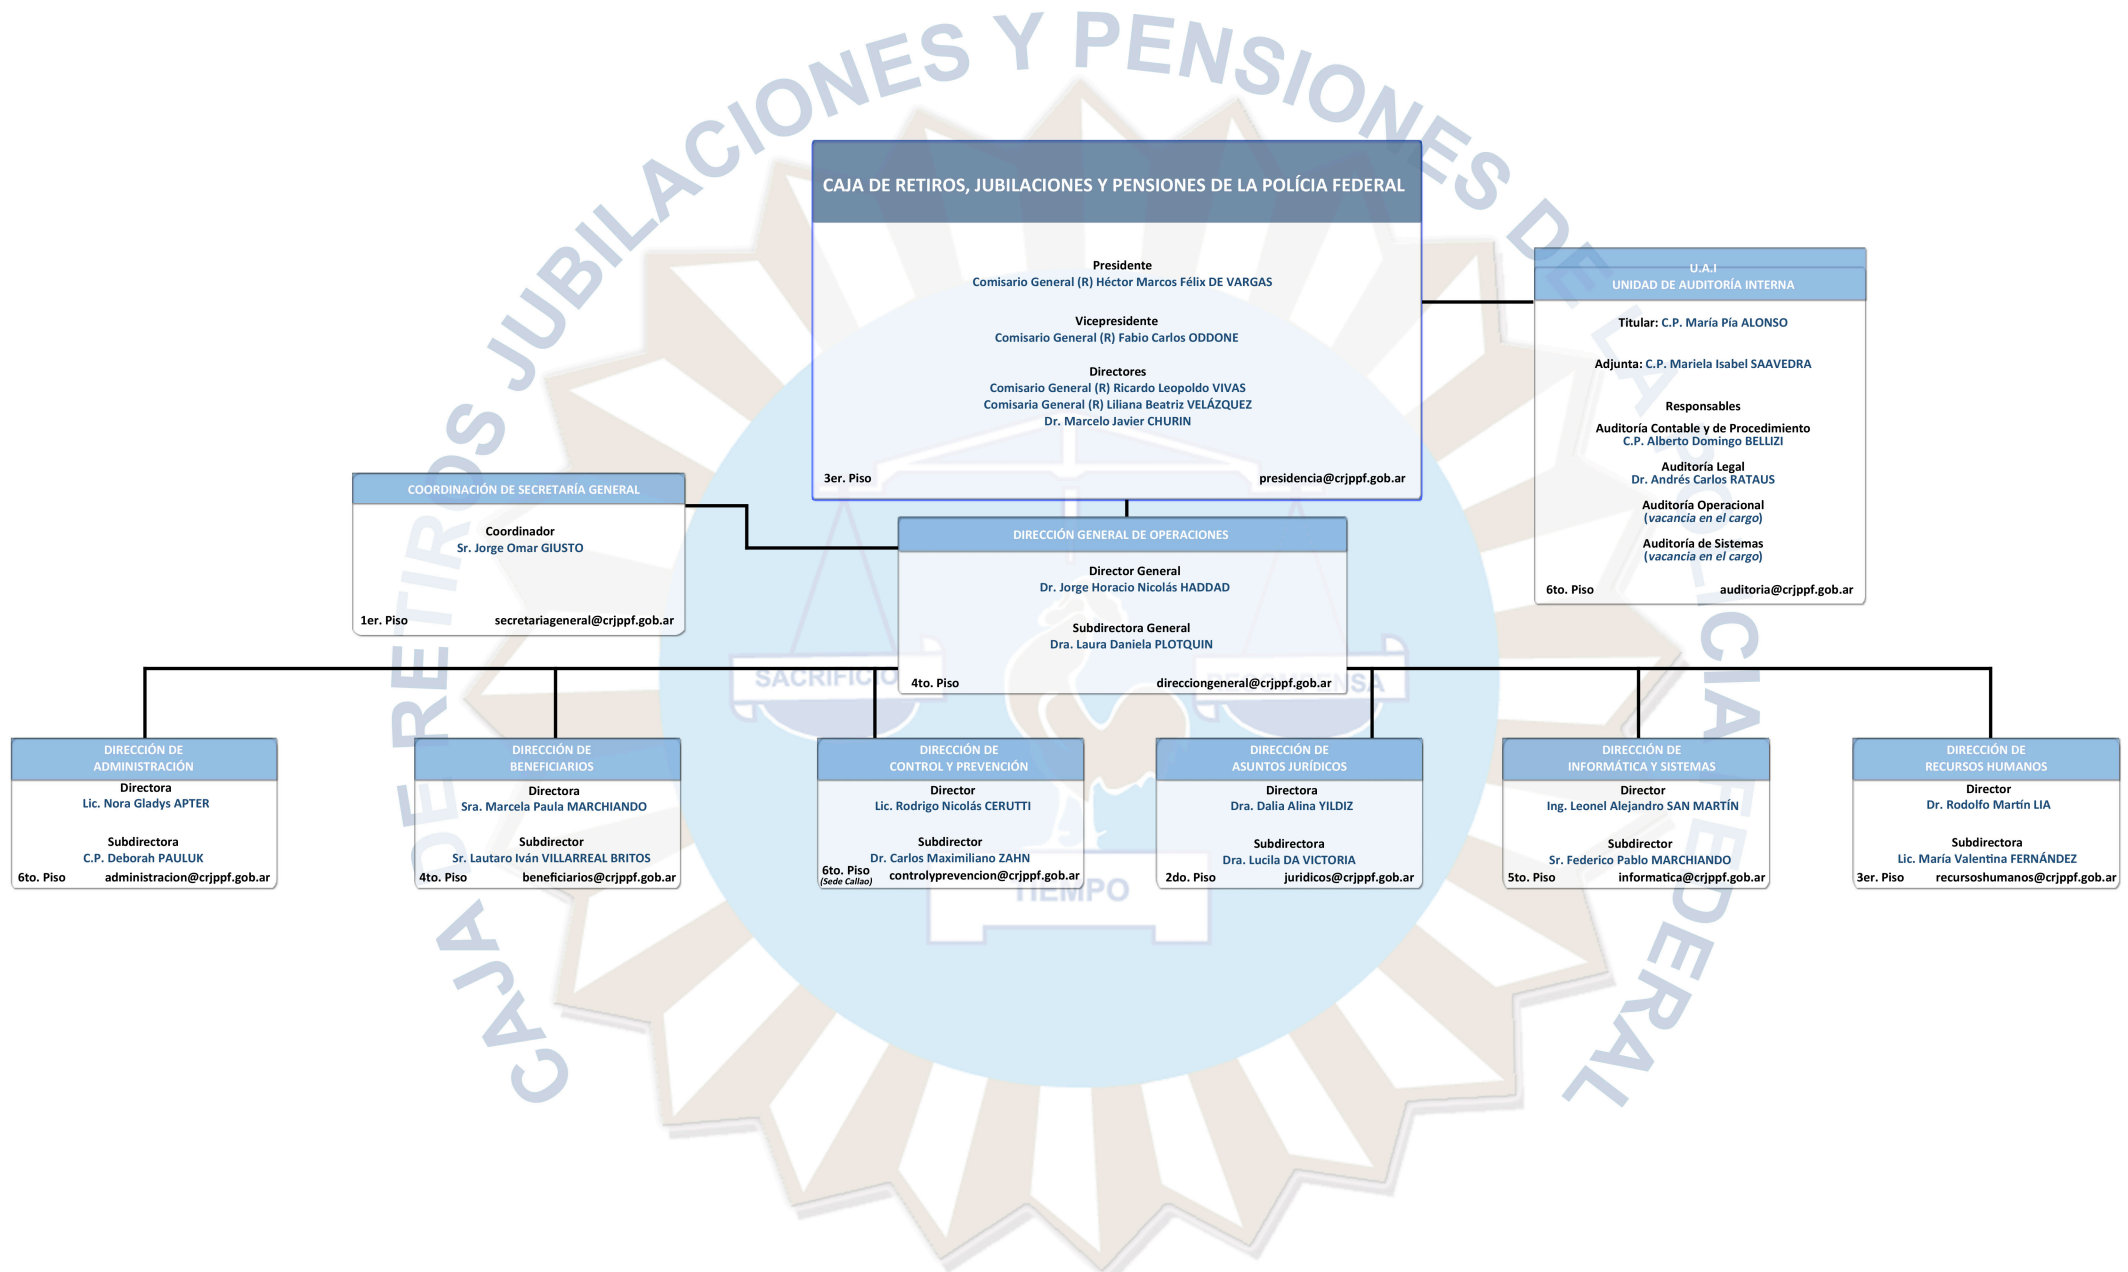 CAJA DE RETIROS JUBILACIONES Y PENSIONES DE LA POLICIA FEDERAL
CAJA DE RETIROS, JUBILACIONES Y PENSIONES DE LA POLÍCIA FEDERAL
Presidente
Comisario General (R) Héctor Marcos Félix DE VARGAS
Vicepresidente
Comisario General (R) Fabio Carlos ODDONE
Directores
Comisario General (R) Ricardo Leopoldo VIVAS
Comisaria General (R) Liliana Beatriz VELÁZQUEZ
Dr. Marcelo Javier CHURIN
3er. Piso presidencia@crjppf.gob.ar
U.A.I
UNIDAD DE AUDITORÍA INTERNA
Titular: C.P. María Pía ALONSO
Adjunta: C.P. Mariela Isabel SAAVEDRA
Responsables
Auditoría Contable y de Procedimiento
C.P. Alberto Domingo BELLIZI
Auditoría Legal
Dr. Andrés Carlos RATAUS
Auditoría Operacional
(vacancia en el cargo)
Auditoría de Sistemas
(vacancia en el cargo)
6to. Piso auditoria@crjppf.gob.ar
COORDINACIÓN DE SECRETARÍA GENERAL
Coordinador
Sr. Jorge Omar GIUSTO
1er. Piso secretariageneral@crjppf.gob.ar
DIRECCIÓN GENERAL DE OPERACIONES
Director General
Dr. Jorge Horacio Nicolás HADDAD
Subdirectora General
Dra. Laura Daniela PLOTQUIN
4to. Piso direcciongeneral@crjppf.gob.ar
DIRECCIÓN DE
ADMINISTRACIÓN
Directora
Lic. Nora Gladys APTER
Subdirectora
C.P. Deborah PAULUK
6to. Piso administracion@crjppf.gob.ar
DIRECCIÓN DE
BENEFICIARIOS
Directora
Sra. Marcela Paula MARCHIANDO
Subdirector
Sr. Lautaro Iván VILLARREAL BRITOS
4to. Piso beneficiarios@crjppf.gob.ar
DIRECCIÓN DE
CONTROL Y PREVENCIÓN
Director
Lic. Rodrigo Nicolás CERUTTI
Subdirector
Dr. Carlos Maximiliano ZAHN
6to. Piso controlyprevencion@crjppf.gob.ar
(Sede Callao)
DIRECCIÓN DE
ASUNTOS JURÍDICOS
Directora
Dra. Dalia Alina YILDIZ
Subdirectora
Dra. Lucila DA VICTORIA
2do. Piso juridicos@crjppf.gob.ar
DIRECCIÓN DE
INFORMÁTICA Y SISTEMAS
Director
Ing. Leonel Alejandro SAN MARTÍN
Subdirector
Sr. Federico Pablo MARCHIANDO
5to. Piso informatica@crjppf.gob.ar
DIRECCIÓN DE
RECURSOS HUMANOS
Director
Dr. Rodolfo Martín LIA
Subdirectora
Lic. María Valentina FERNÁNDEZ
3er. Piso recursoshumanos@crjppf.gob.ar
SACRIFICIO
TIEMPO